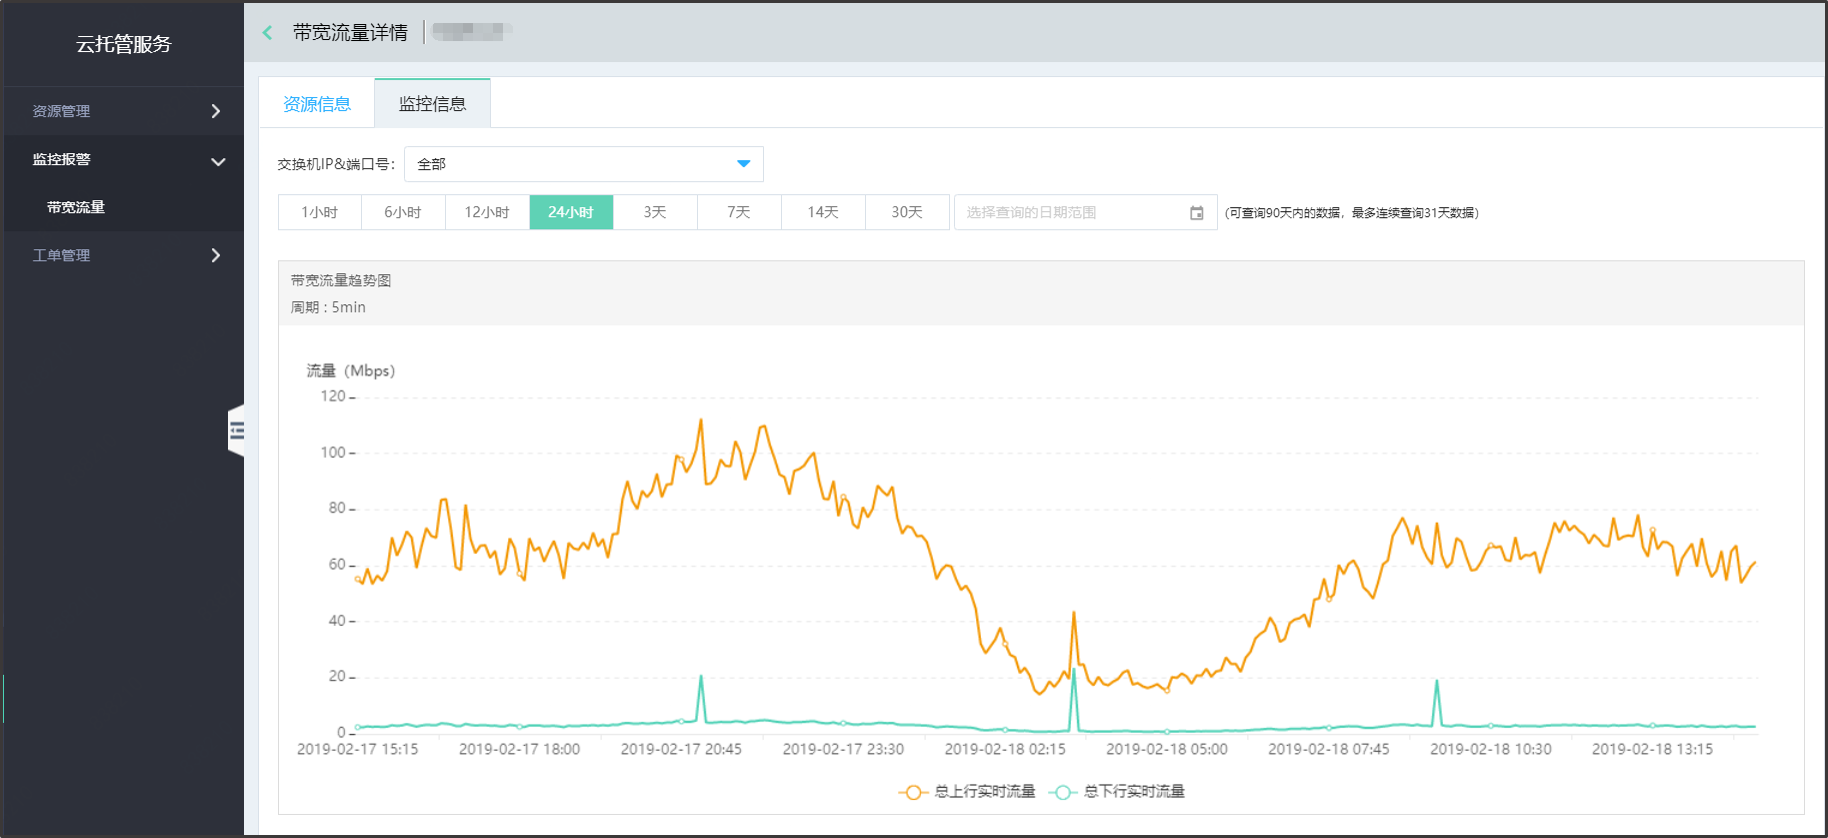 云托管服务
资源管理
监控报警
带宽流量
工单管理
带宽流量详情
资源信息
监控信息
交换机IP&端口号：
全部
1小时
6小时
12小时
24小时
3天
7天
14天
30天
选择查询的日期范围
(可查询90天内的数据，最多连续查询31天数据)
带宽流量趋势图
周期 : 5min
流量（Mbps）
120
100
80
60
40
20
0
2019-02-17 15:15
2019-02-17 18:00
2019-02-17 20:45
2019-02-17 23:30
2019-02-18 02:15
2019-02-18 05:00
2019-02-18 07:45
2019-02-18 10:30
2019-02-18 13:15
总上行实时流量
总下行实时流量